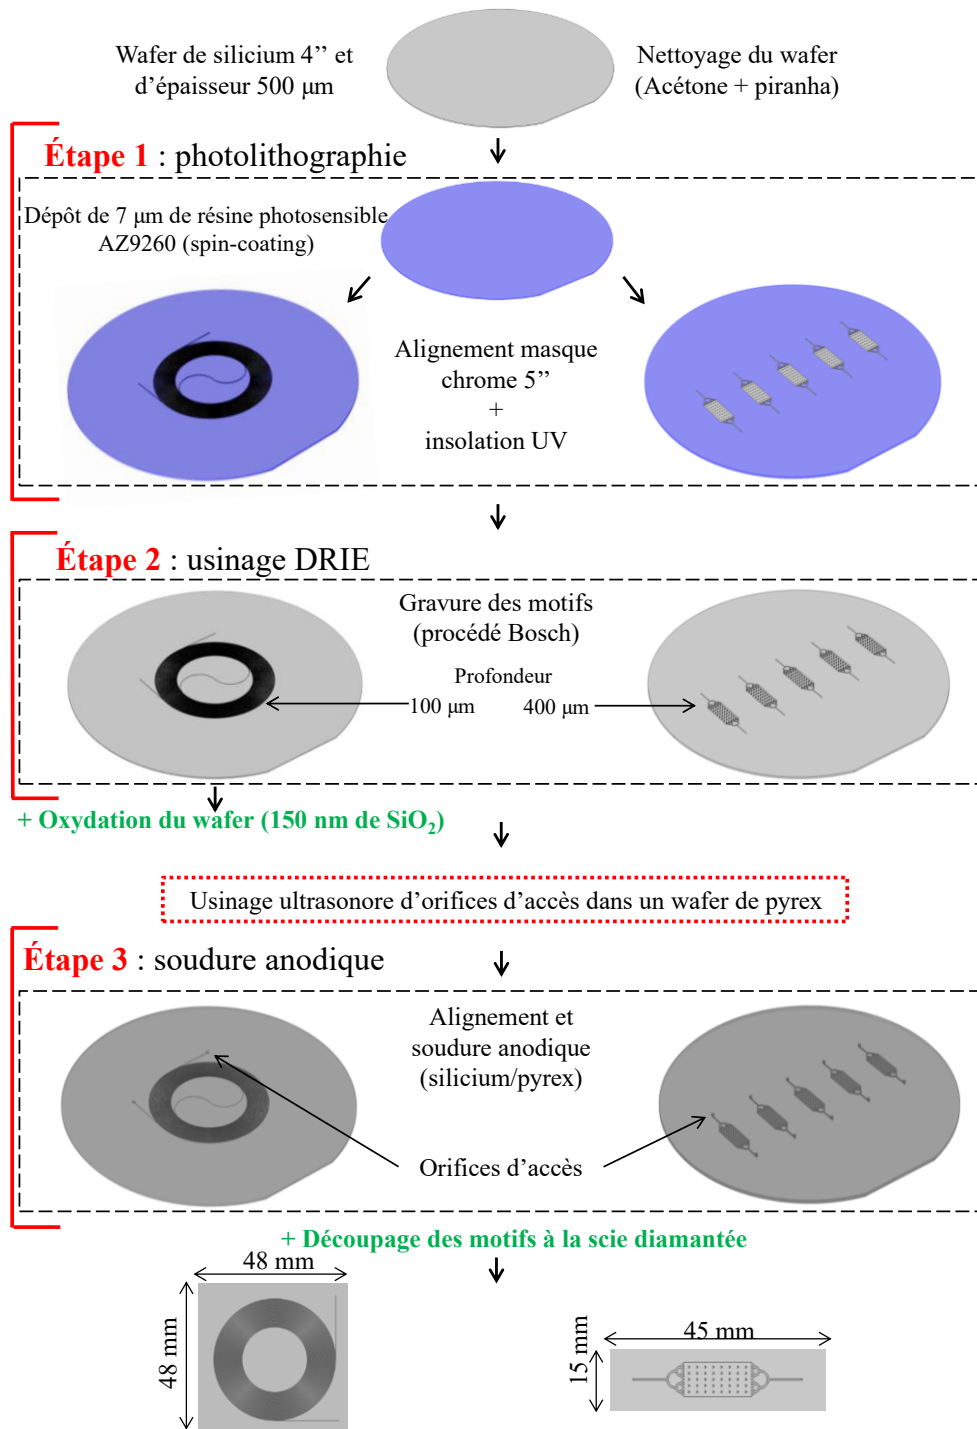 Wafer de silicium 4’’ et
d’épaisseur 500 μm
Nettoyage du wafer
(Acétone + piranha)
Étape 1 : photolithographie
Dépôt de 7 μm de résine photosensible
AZ9260 (spin-coating)
Alignement masque
chrome 5’’
+
insolation UV
Étape 2 : usinage DRIE
Gravure des motifs
(procédé Bosch)
Profondeur
100 μm
400 μm
+ Oxydation du wafer (150 nm de SiO₂)
Usinage ultrasonore d’orifices d’accès dans un wafer de pyrex
Étape 3 : soudure anodique
Alignement et
soudure anodique
(silicium/pyrex)
Orifices d’accès
+ Découpage des motifs à la scie diamantée
48 mm
48 mm
45 mm
15 mm